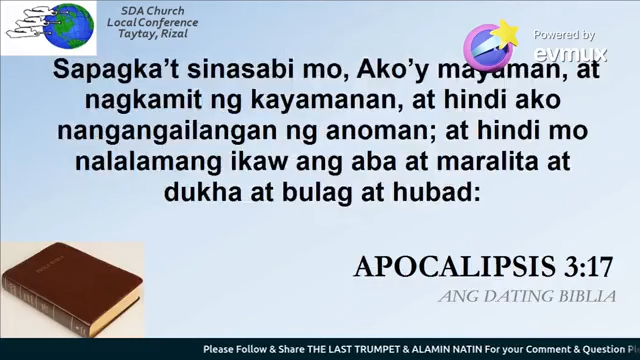 SDA Church
Local Conference
Taytay, Rizal
Powered by
evmux
Sapagka't sinasabi mo, Ako'y mayaman, at
nagkamit ng kayamanan, at hindi ako
nangangailangan ng anoman; at hindi mo
nalalamang ikaw ang aba at maralita at
dukha at bulag at hubad:
APOCALIPSIS 3:17
ANG DATING BIBLIA
HOLY BIBLE
Please Follow & Share THE LAST TRUMPET & ALAMIN NATIN For your Comment & Question